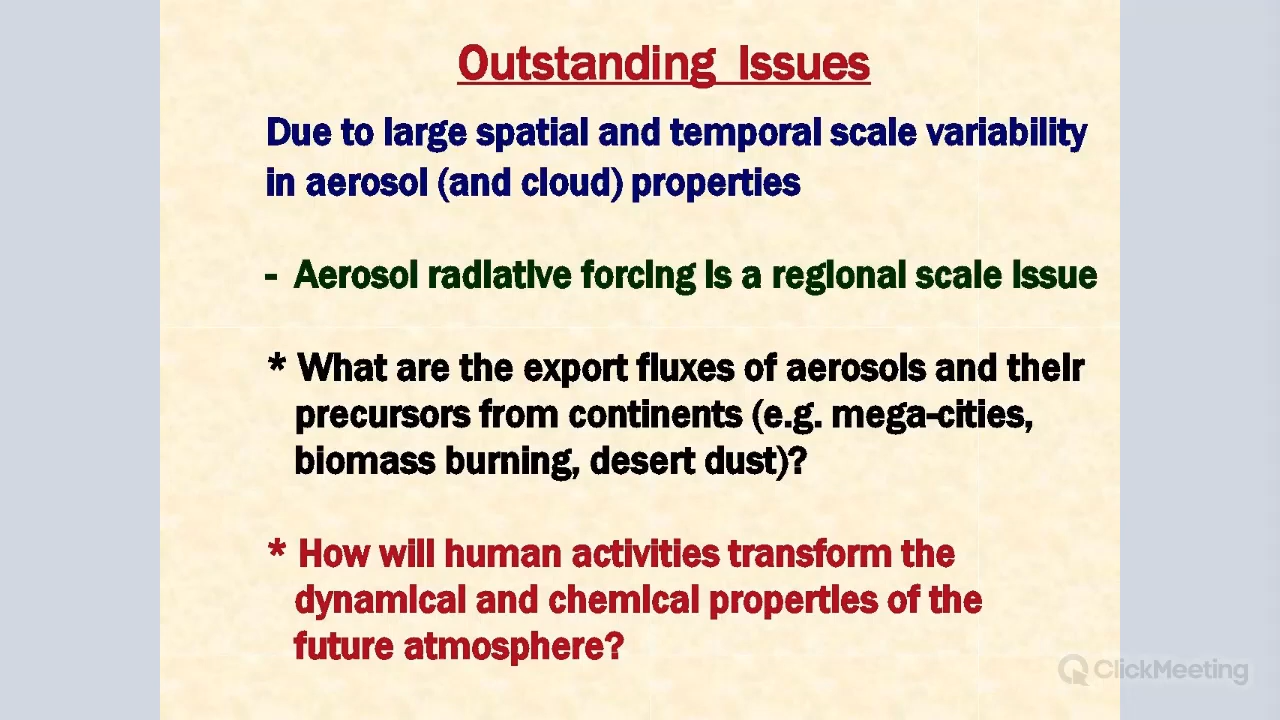 Outstanding Issues
Due to large spatial and temporal scale variability
in aerosol (and cloud) properties
- Aerosol radiative forcing is a regional scale issue
* What are the export fluxes of aerosols and their
precursors from continents (e.g. mega-cities,
biomass burning, desert dust)?
* How will human activities transform the
dynamical and chemical properties of the
future atmosphere?
ClickMeeting